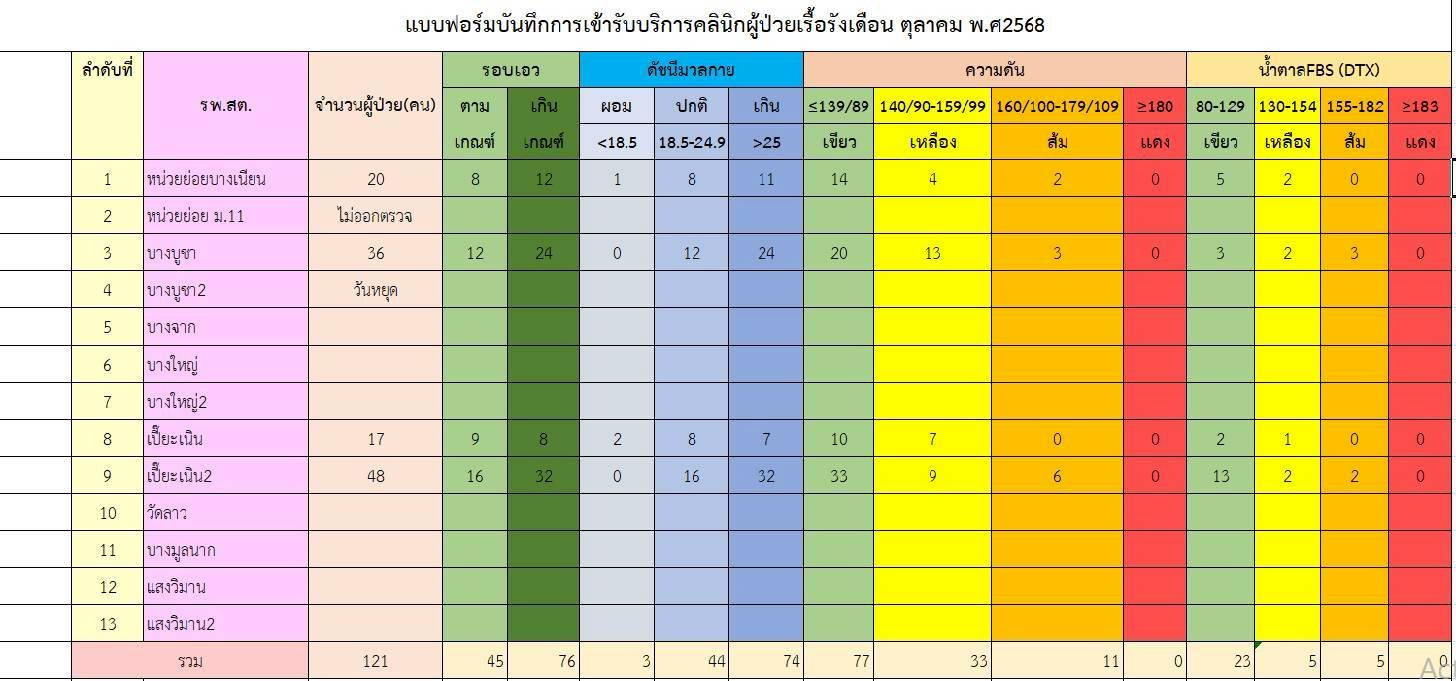 แบบฟอร์มบันทึกการเข้ารับบริการคลินิกผู้ป่วยเรื้อรังเดือน ตุลาคม พ.ศ2568
ลำดับที่ รพ.สต. จำนวนผู้ป่วย(คน) รอบเอว ดัชนีมวลกาย ความดัน น้ำตาลFBS (DTX)
ตาม เกิน ผอม ปกติ เกิน ≤139/89 140/90-159/99 160/100-179/109 ≥180 80-129 130-154 155-182 ≥183
เกณฑ์ เกณฑ์ <18.5 18.5-24.9 >25 เขียว เหลือง ส้ม แดง เขียว เหลือง ส้ม แดง
1 หน่วยย่อยบางเนียน 20 8 12 1 8 11 14 4 2 0 5 2 0 0
2 หน่วยย่อย ม.11 ไม่ออกตรวจ
3 บางบูชา 36 12 24 0 12 24 20 13 3 0 3 2 3 0
4 บางบูชา2 วันหยุด
5 บางจาก
6 บางใหญ่
7 บางใหญ่2
8 เปี๊ยะเนิน 17 9 8 2 8 7 10 7 0 0 2 1 0 0
9 เปี๊ยะเนิน2 48 16 32 0 16 32 33 9 6 0 13 2 2 0
10 วัดลาว
11 บางมูลนาก
12 แสงวิมาน
13 แสงวิมาน2
รวม 121 45 76 3 44 74 77 33 11 0 23 5 5 0